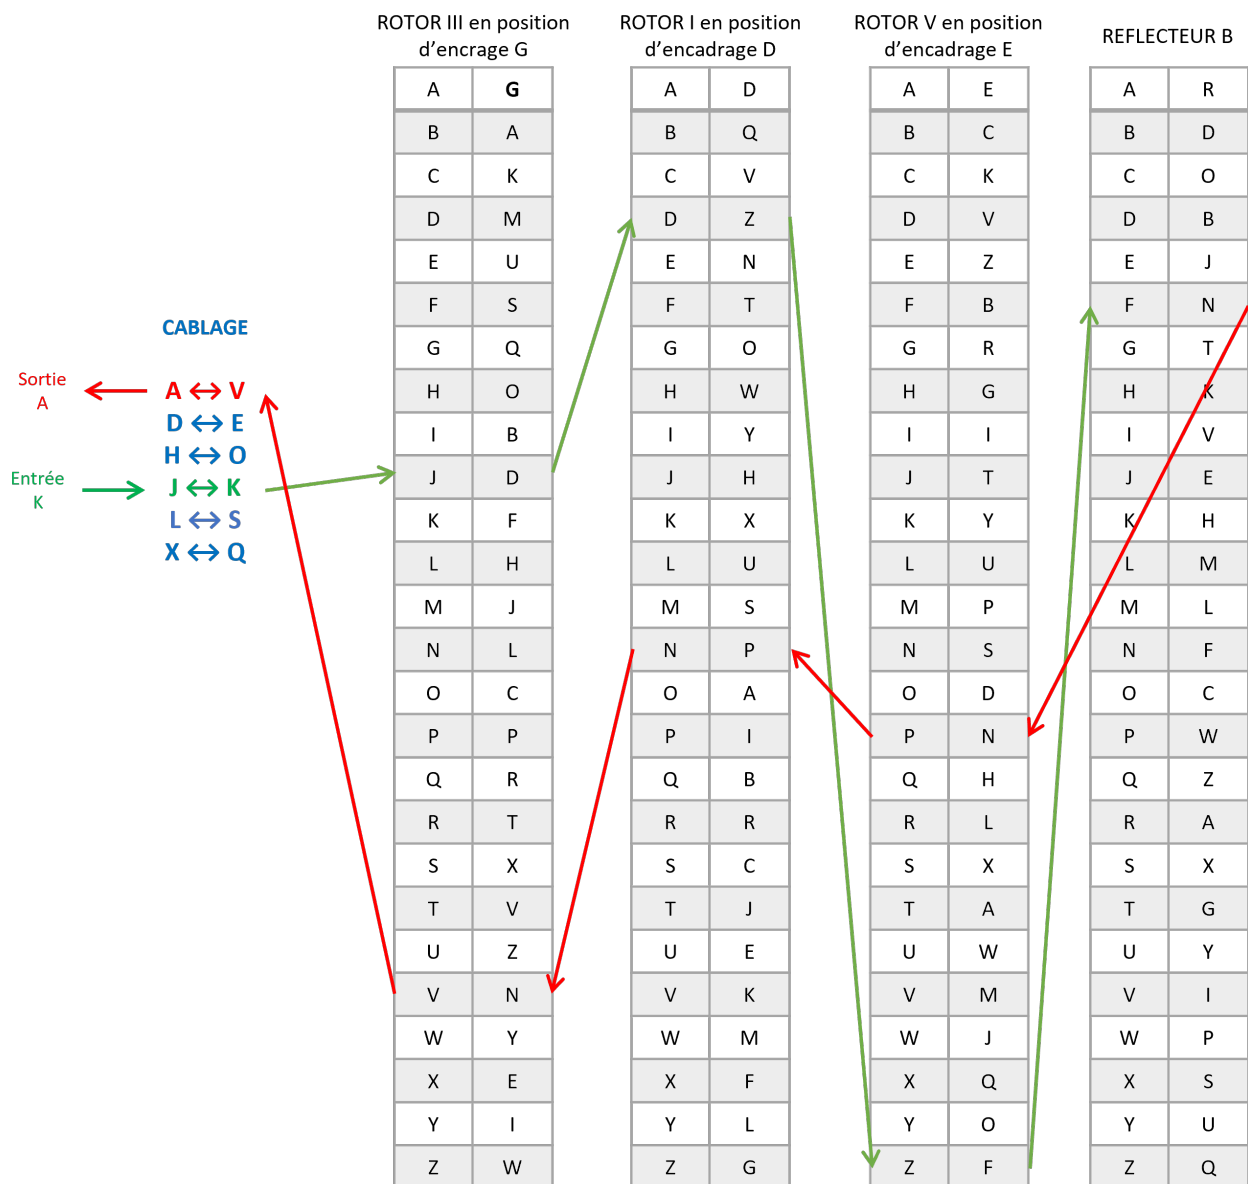 ROTOR III en position
d'encrage G
ROTOR I en position
d'encadrage D
ROTOR V en position
d'encadrage E
REFLECTEUR B
A G A D A E A R
B A B Q B C B D
C K C V C K C O
D M D Z D V D B
E U E N E Z E J
F S F T F B F N
G Q G O G R G T
H O H W H G H K
I B I Y I I I V
J D J H J T J E
K F K X K Y K H
L H L U L U L M
M J M S M P M L
N L N P N S N F
O C O A O D O C
P P P I P N P W
Q R Q B Q H Q Z
R T R R R L R A
S X S C S X S X
T V T J T A T G
U Z U E U W U Y
V N V K V M V I
W Y W M W J W P
X E X F X Q X S
Y I Y L Y O Y U
Z W Z G Z F Z Q
CABLAGE
Sortie
A
A ↔ V
D ↔ E
H ↔ O
Entrée
K
J ↔ K
L ↔ S
X ↔ Q